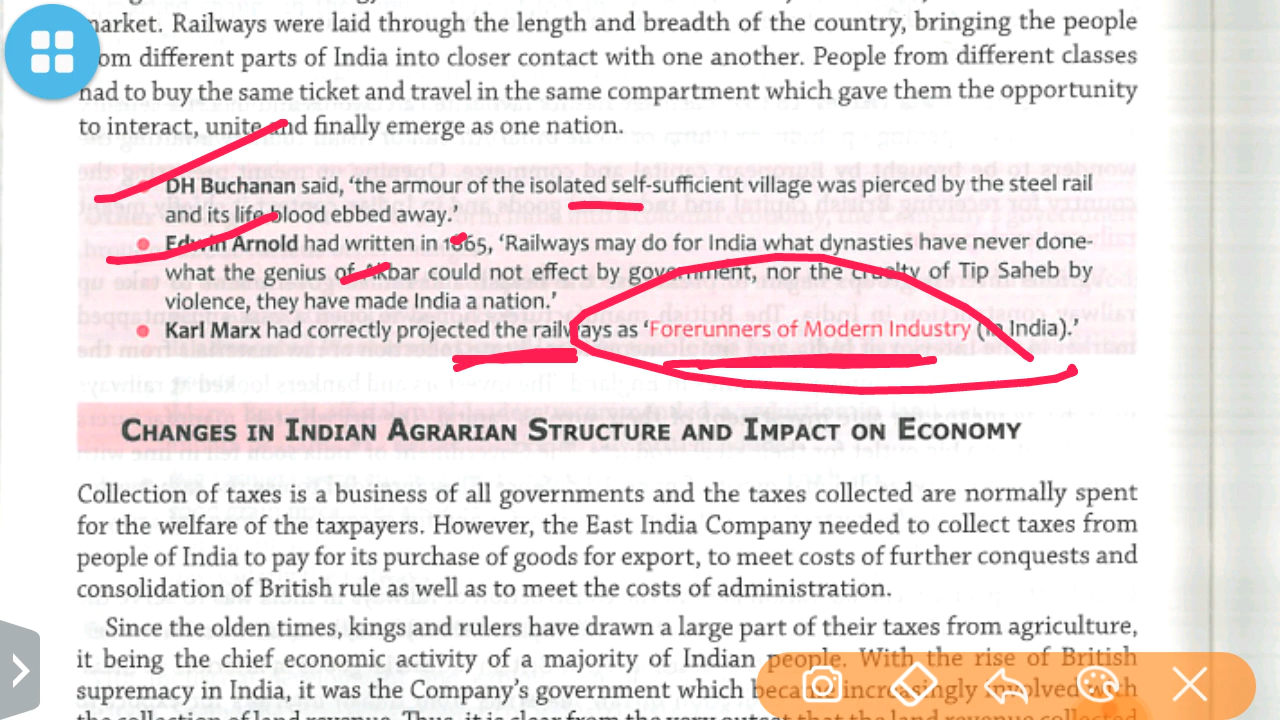 market. Railways were laid through the length and breadth of the country, bringing the people
from different parts of India into closer contact with one another. People from different classes
had to buy the same ticket and travel in the same compartment which gave them the opportunity
to interact, unite and finally emerge as one nation.
• DH Buchanan said, ‘the armour of the isolated self-sufficient village was pierced by the steel rail
and its life blood ebbed away.’
• Edwin Arnold had written in 1865, ‘Railways may do for India what dynasties have never done-
what the genius of Akbar could not effect by government, nor the cruelty of Tip Saheb by
violence, they have made India a nation.’
• Karl Marx had correctly projected the railways as ‘Forerunners of Modern Industry (in India).’
CHANGES IN INDIAN AGRARIAN STRUCTURE AND IMPACT ON ECONOMY
Collection of taxes is a business of all governments and the taxes collected are normally spent
for the welfare of the taxpayers. However, the East India Company needed to collect taxes from
people of India to pay for its purchase of goods for export, to meet costs of further conquests and
consolidation of British rule as well as to meet the costs of administration.
Since the olden times, kings and rulers have drawn a large part of their taxes from agriculture,
it being the chief economic activity of a majority of Indian people. With the rise of British
supremacy in India, it was the Company's government which became increasingly involved with
the collection of land revenue. Thus, it is clear from the very outset that the land revenue collected